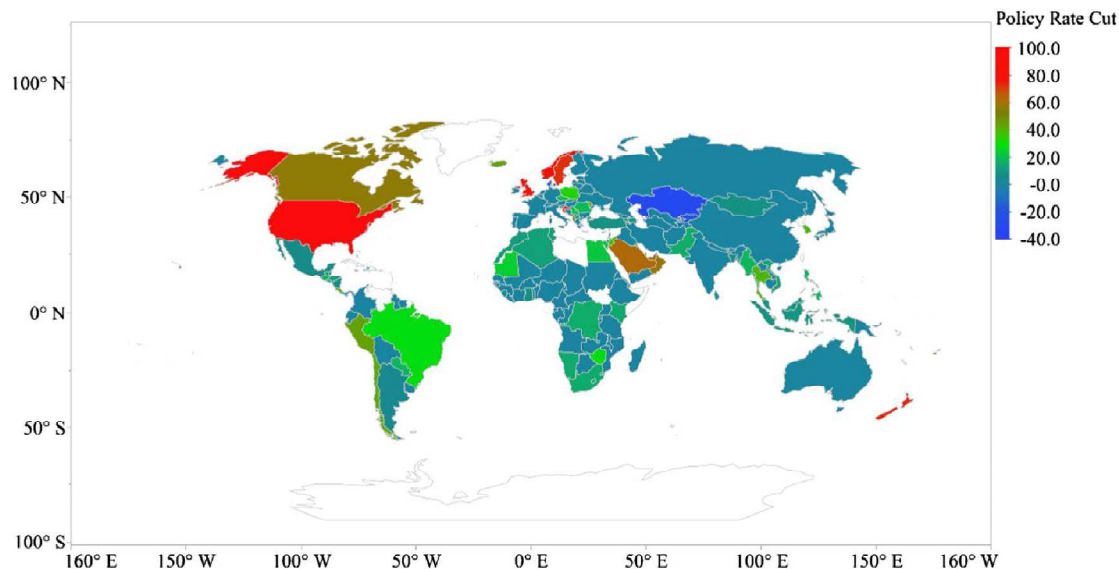 Policy Rate Cut
100.0
80.0
60.0
40.0
20.0
-0.0
-20.0
-40.0
100° N
50° N
0° N
50° S
100° S
160° E 150° W 100° W 50° W 0° E 50° E 100° E 150° E 160° W